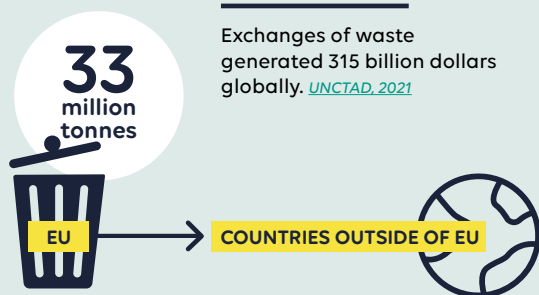 33
million
tonnes
Exchanges of waste
generated 315 billion dollars
globally. UNCTAD, 2021
EU
COUNTRIES OUTSIDE OF EU